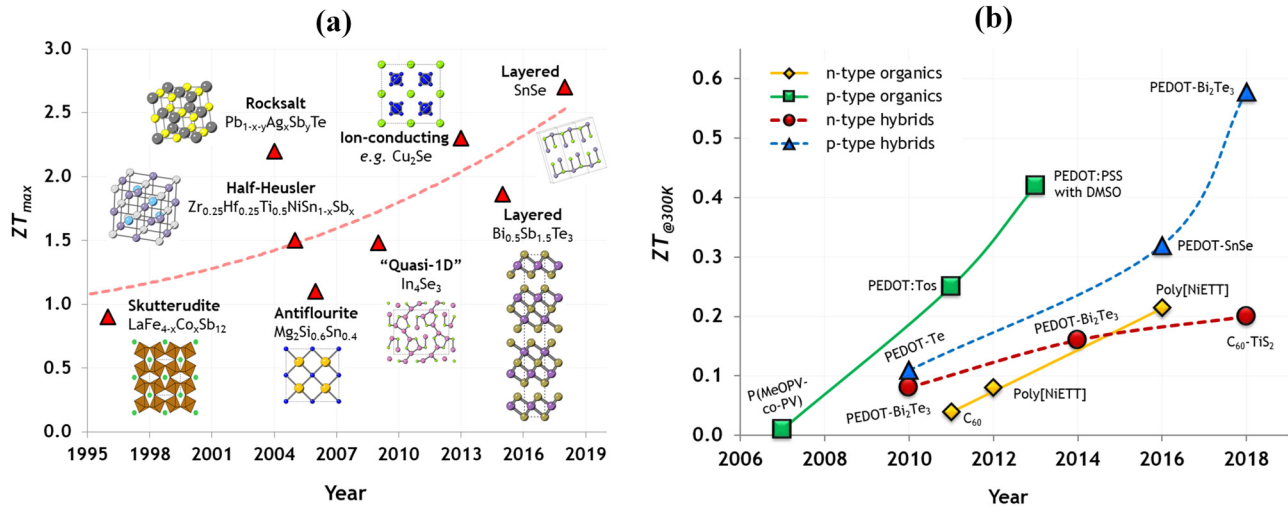 (a)
ZT_max
3.0
2.5
2.0
1.5
1.0
0.5
0.0
1995 1998 2001 2004 2007 2010 2013 2016 2019
Year
Rocksalt
Pb₁₋ₓ₋ᵧAgₓSbᵧTe
Half-Heusler
Zr₀.₂₅Hf₀.₂₅Ti₀.₅NiSn₁₋ₓSbₓ
Skutterudite
LaFe₄₋ₓCoₓSb₁₂
Antiflourite
Mg₂Si₀.₆Sn₀.₄
Ion-conducting
e.g. Cu₂Se
“Quasi-1D”
In₄Se₃
Layered
SnSe
Layered
Bi₀.₅Sb₁.₅Te₃
(b)
ZT_@300K
0.6
0.5
0.4
0.3
0.2
0.1
0.0
2006 2008 2010 2012 2014 2016 2018
Year
n-type organics
p-type organics
n-type hybrids
p-type hybrids
PEDOT-Bi₂Te₃
PEDOT:PSS
with DMSO
PEDOT-SnSe
PEDOT:Tos
Poly[NiETT]
PEDOT-Bi₂Te₃
C₆₀-TiS₂
PEDOT-Te
P(MeOPV-
co-PV)
PEDOT-Bi₂Te₃
C₆₀
Poly[NiETT]